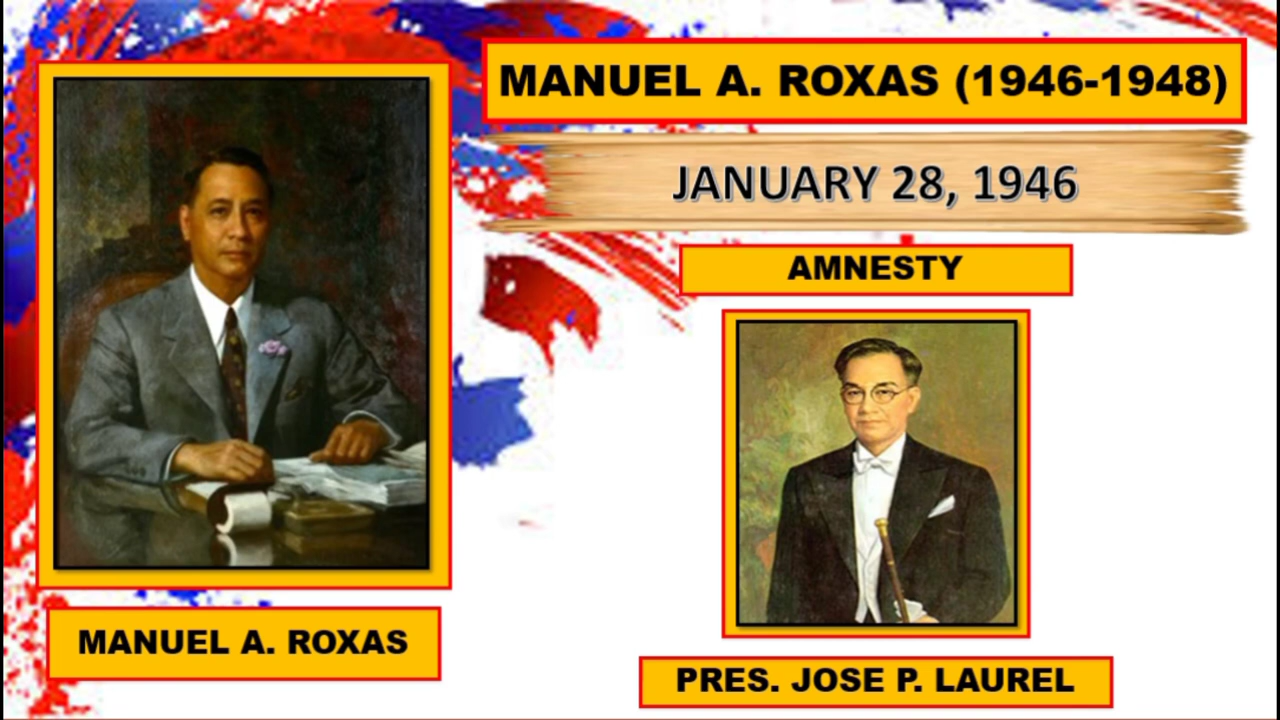 MANUEL A. ROXAS (1946-1948)
JANUARY 28, 1946
AMNESTY
MANUEL A. ROXAS
PRES. JOSE P. LAUREL